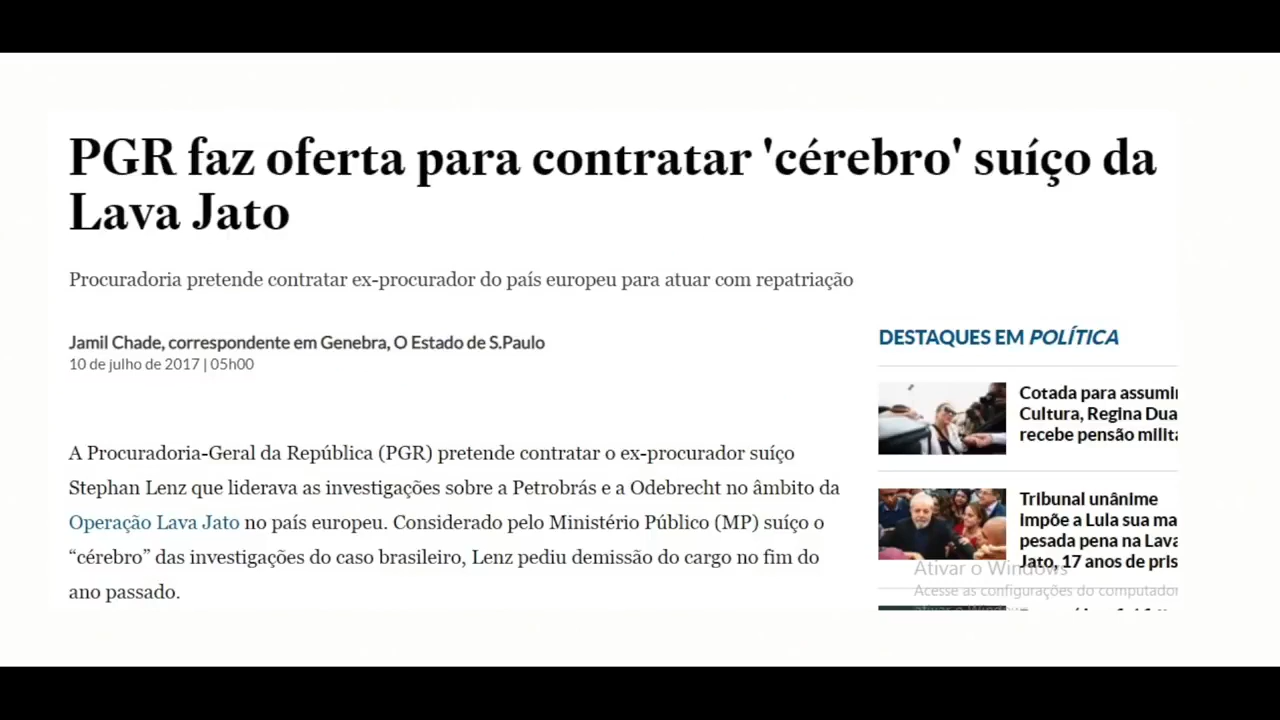 PGR faz oferta para contratar 'cérebro' suíço da
Lava Jato
Procuradoria pretende contratar ex-procurador do país europeu para atuar com repatriação
Jamil Chade, correspondente em Genebra, O Estado de S.Paulo
10 de julho de 2017 | 05h00
A Procuradoria-Geral da República (PGR) pretende contratar o ex-procurador suíço
Stephan Lenz que liderava as investigações sobre a Petrobrás e a Odebrecht no âmbito da
Operação Lava Jato no país europeu. Considerado pelo Ministério Público (MP) suíço o
“cérebro” das investigações do caso brasileiro, Lenz pediu demissão do cargo no fim do
ano passado.
DESTAQUES EM POLÍTICA
Cotada para assumi
Cultura, Regina Dua
recebe pensão milita
Tribunal unânime
impõe a Lula sua ma
pesada pena na Lava
Jato, 17 anos de pris
Ativar o Windows
Acesse as configurações do computador
ativar o Windows